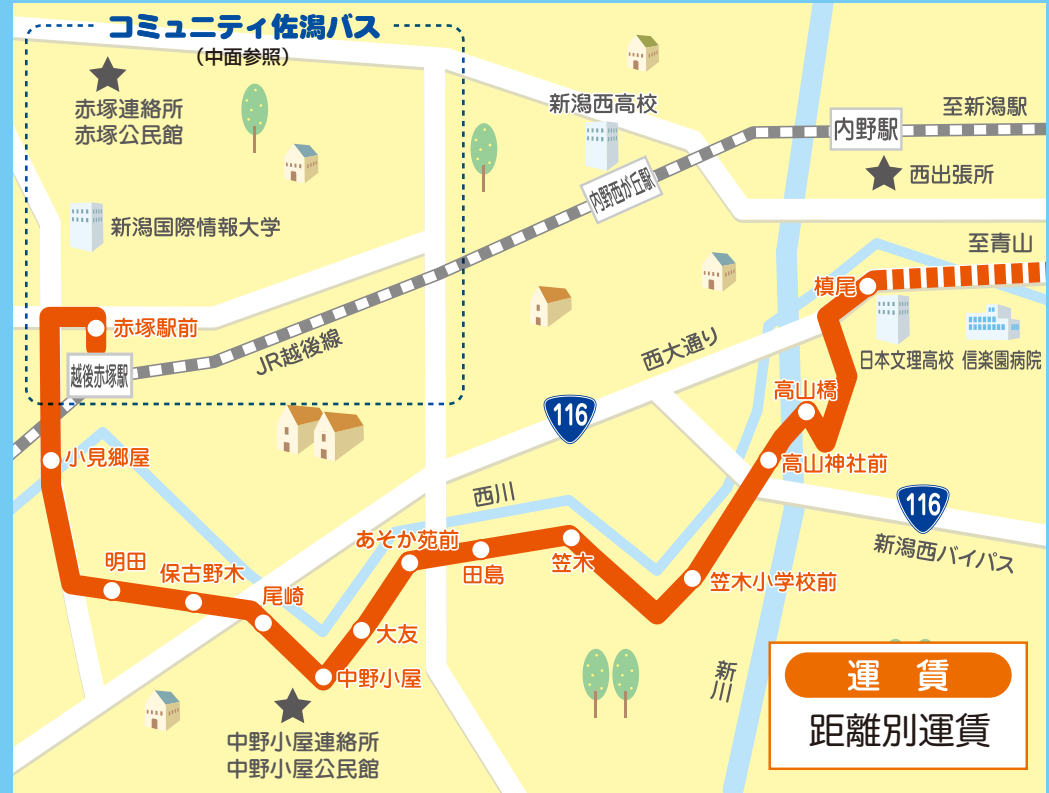 コミュニティ佐潟バス
（中面参照）
赤塚連絡所
赤塚公民館
新潟西高校
内野駅
至新潟駅
西出張所
内野西が丘駅
新潟国際情報大学
至青山
槙尾
赤塚駅前
日本文理高校
信楽園病院
JR越後線
西大通り
越後赤塚駅
高山橋
116
小見郷屋
高山神社前
西川
116
新潟西バイパス
あそか苑前
明田
保古野木
田島
笠木
尾崎
笠木小学校前
大友
中野小屋
新川
中野小屋連絡所
中野小屋公民館
運賃
距離別運賃